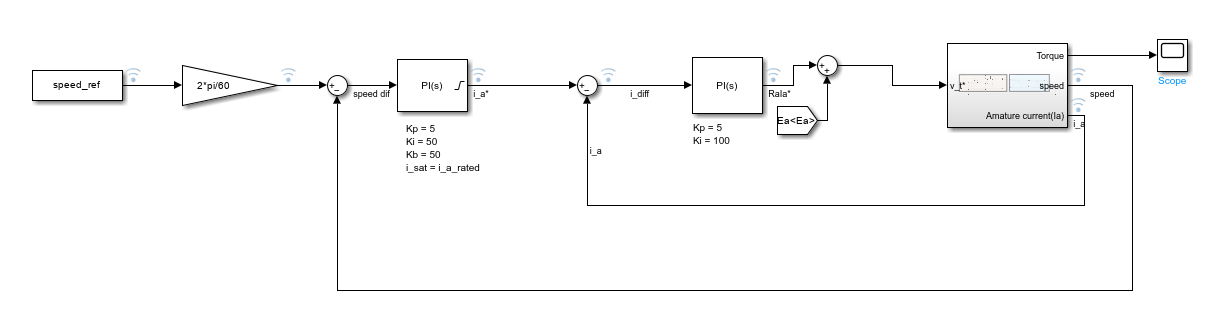 speed_ref
2*pi/60
speed dif
PI(s)
i_a*
Kp = 5
Ki = 50
Kb = 50
i_sat = i_a_rated
i_a
i_diff
PI(s)
Kp = 5
Ki = 100
RaIa*
Ea<Ea>
v_t*
Torque
speed
Amature current(Ia)
speed
i_a
Scope